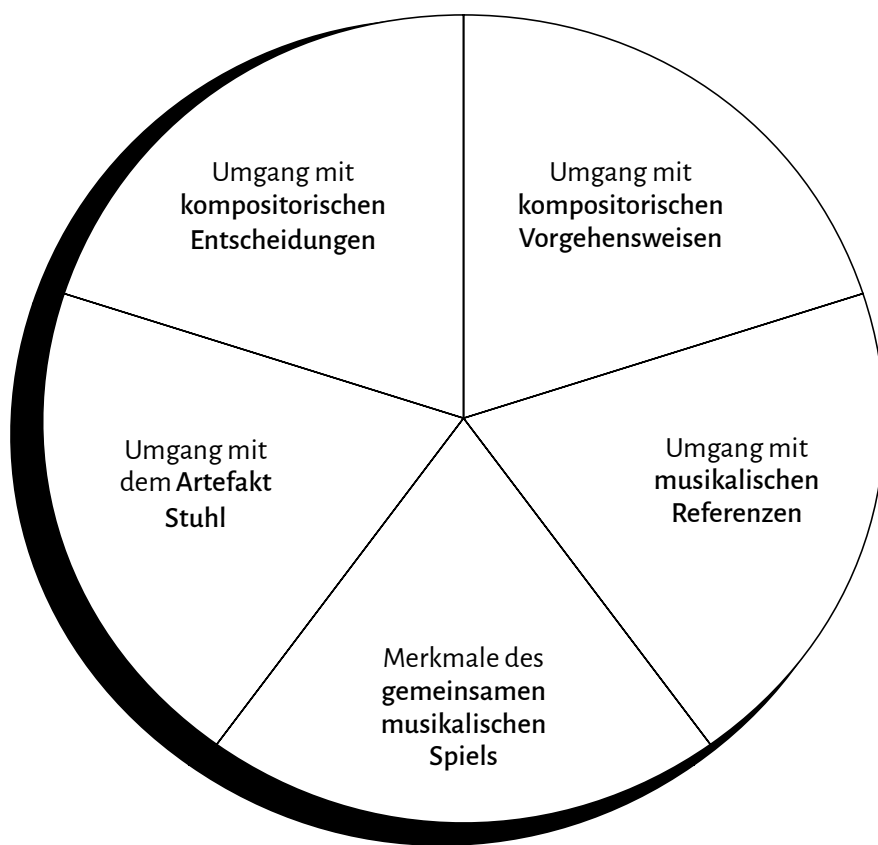 Umgang mit
kompositorischen
Entscheidungen
Umgang mit
kompositorischen
Vorgehensweisen
Umgang mit
dem Artefakt
Stuhl
Umgang mit
musikalischen
Referenzen
Merkmale des
gemeinsamen
musikalischen
Spiels